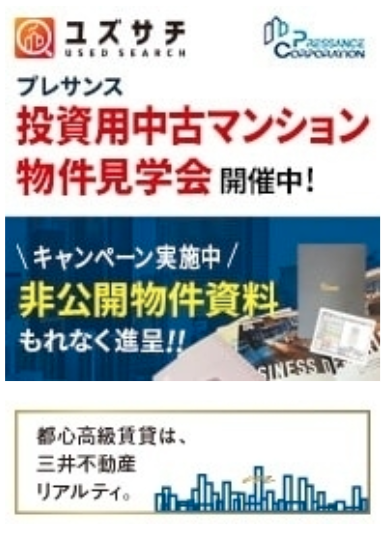 ユズサチ
USED SEARCH
PRESSANCE
CORPORATION
プレサンス
投資用中古マンション
物件見学会 開催中!
\ キャンペーン実施中 /
非公開物件資料
もれなく進呈!!
BUSINESS DE
都心高級賃貸は、
三井不動産
リアルティ。